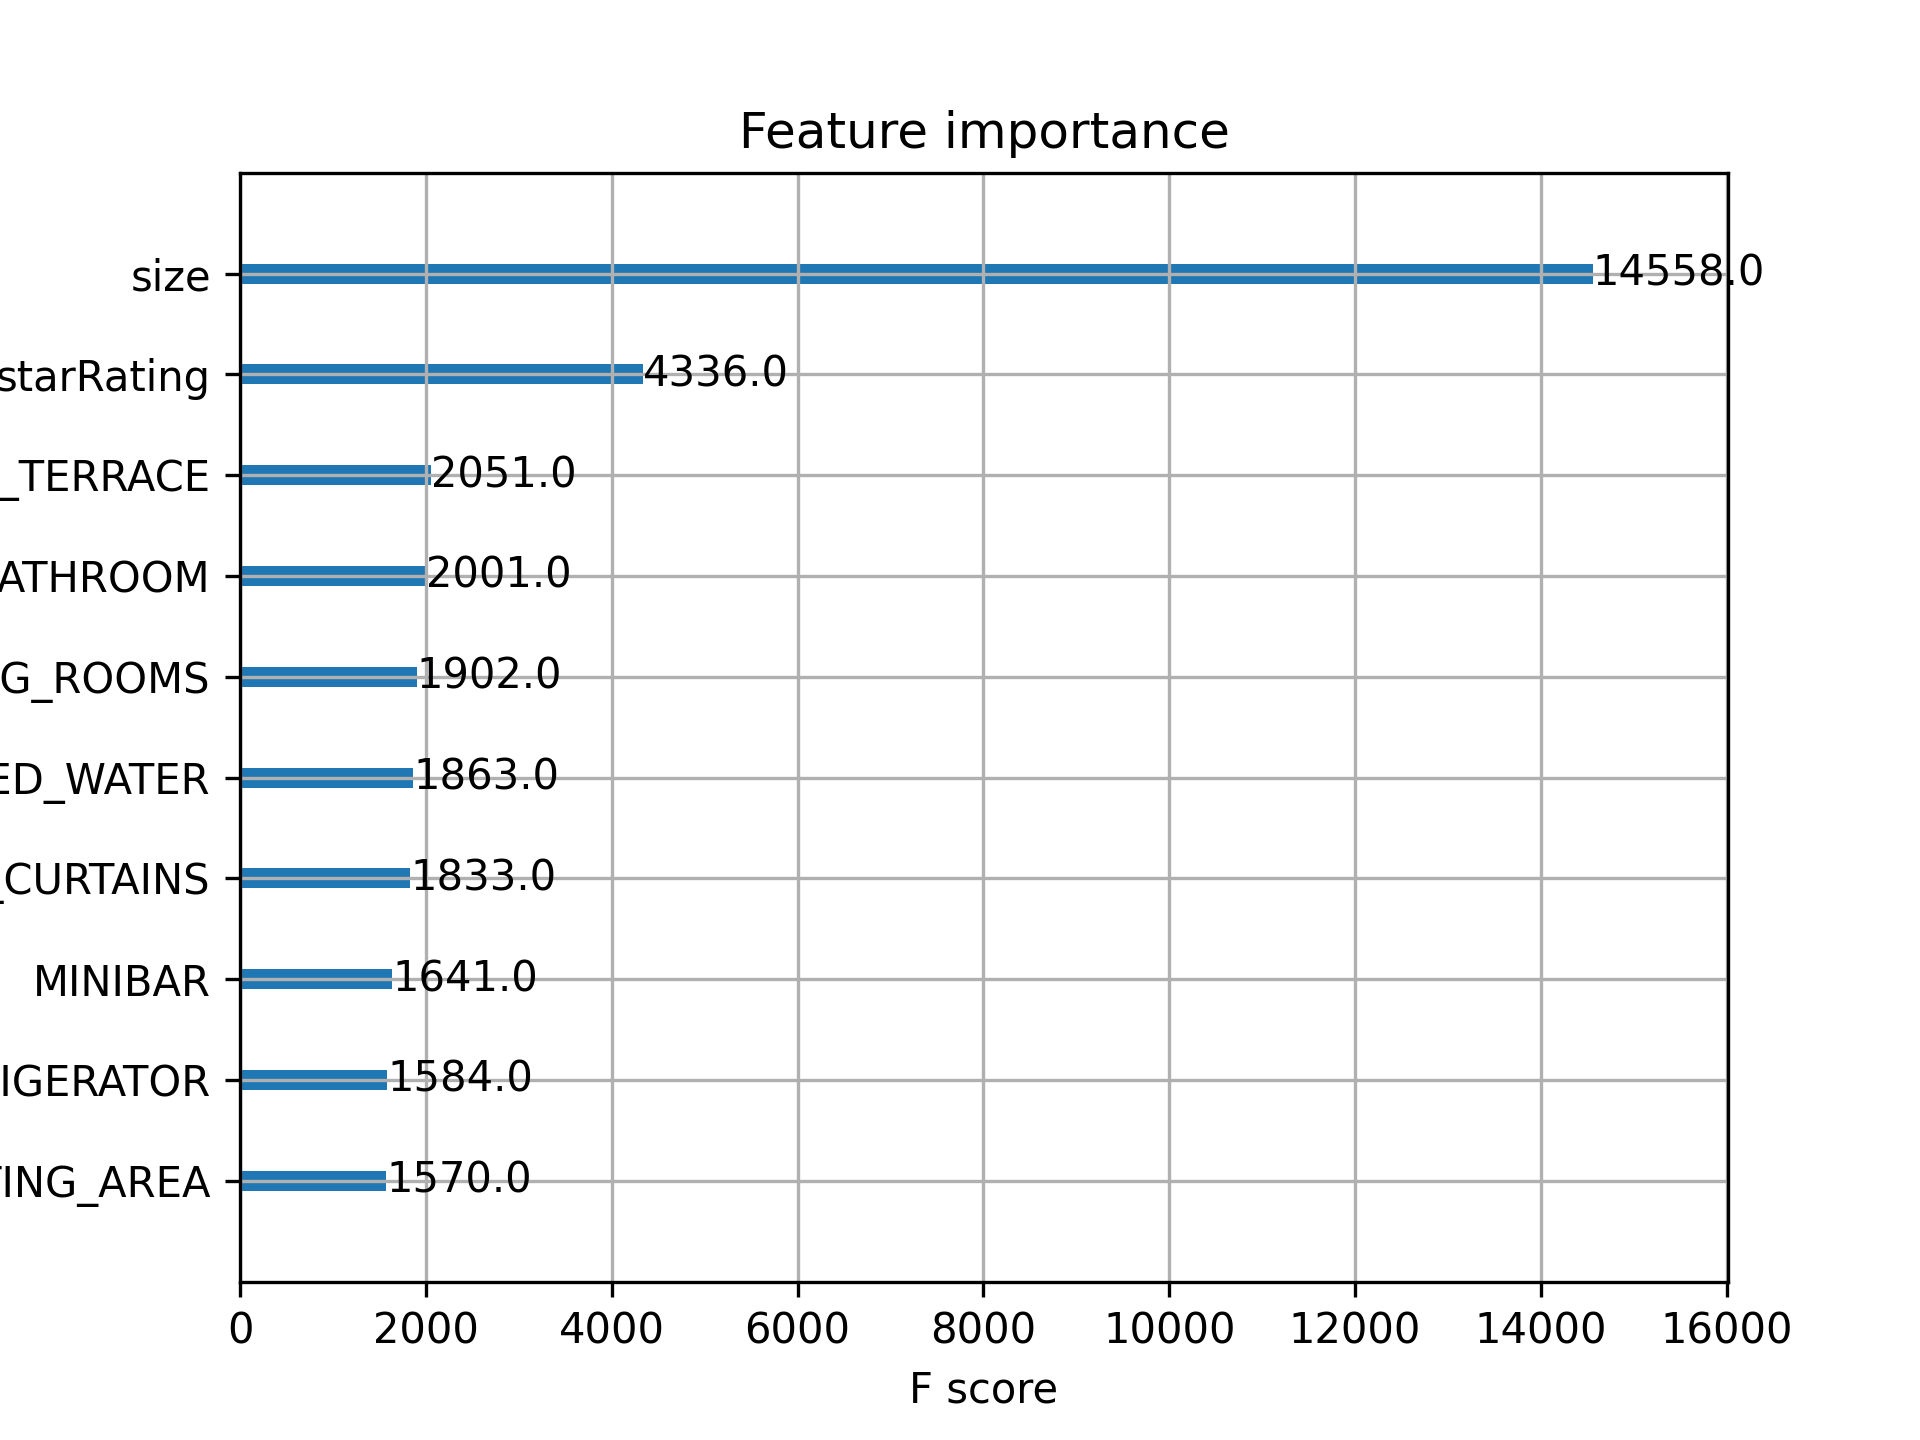 Feature importance
size 14558.0
starRating 4336.0
_TERRACE 2051.0
ATHROOM 2001.0
G_ROOMS 1902.0
ED_WATER 1863.0
_CURTAINS 1833.0
MINIBAR 1641.0
IGERATOR 1584.0
TING_AREA 1570.0
0 2000 4000 6000 8000 10000 12000 14000 16000
F score